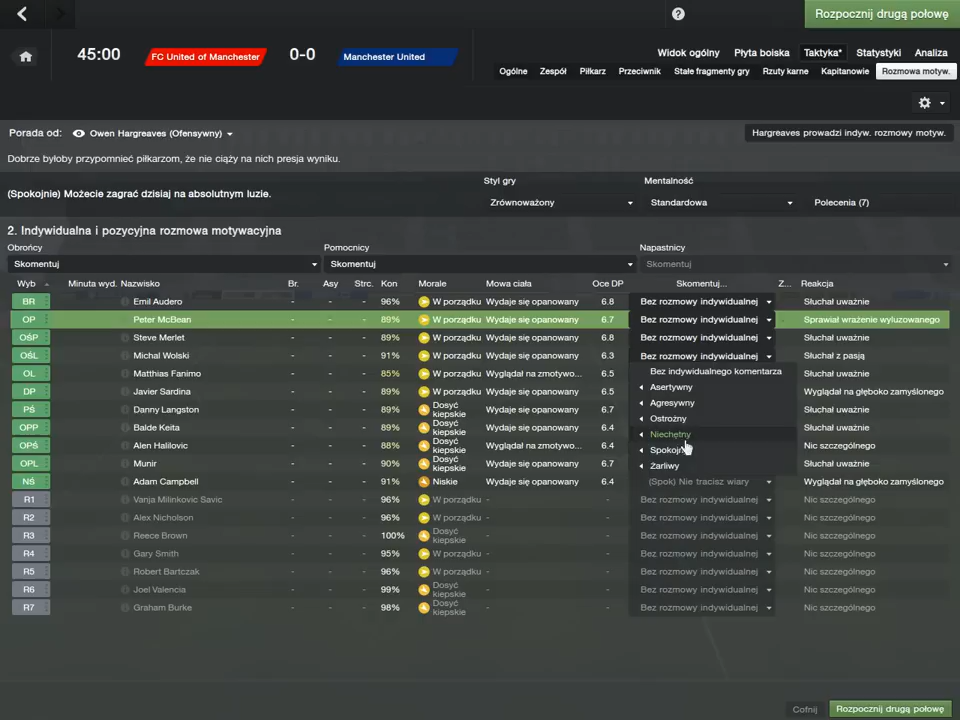 Rozpocznij drugą połowę
45:00 FC United of Manchester 0-0 Manchester United
Widok ogólny Płyta boiska Taktyka* Statystyki Analiza
Ogólne Zespół Piłkarz Przeciwnik Stałe fragmenty gry Rzuty karne Kapitanowie Rozmowa motyw.
Porada od: Owen Hargreaves (Ofensywny) Hargreaves prowadzi indyw. rozmowy motyw.
Dobrze byłoby przypomnieć piłkarzom, że nie ciąży na nich presja wyniku.
(Spokojnie) Możecie zagrać dzisiaj na absolutnym luzie.
Styl gry Mentalność
Zrównoważony Standardowa Polecenia (7)
2. Indywidualna i pozycyjna rozmowa motywacyjna
Obrońcy Pomocnicy Napastnicy
Skomentuj Skomentuj Skomentuj
Wyb Minuta wyd. Nazwisko Br. Asy Strc. Kon Morale Mowa ciała Oce DP Skomentuj... Z... Reakcja
BR Emil Audero - - - 96% W porządku Wydaje się opanowany 6.8 Bez rozmowy indywidualnej Słuchał uważnie
OP Peter McBean - - - 89% W porządku Wydaje się opanowany 6.7 Bez rozmowy indywidualnej Sprawiał wrażenie wyluzowanego
OŚP Steve Merlet - - - 89% W porządku Wydaje się opanowany 6.8 Bez rozmowy indywidualnej Słuchał uważnie
OŚL Michal Wolski - - - 91% W porządku Wydaje się opanowany 6.3 Bez rozmowy indywidualnej Słuchał z pasją
OL Matthias Fanimo - - - 85% W porządku Wyglądał na zmotywo... 6.5 Bez indywidualnego komentarza Słuchał uważnie
DP Javier Sardina - - - 91% W porządku Wydaje się opanowany 6.5 Asertywny Wyglądał na głęboko zamyślonego
PŚ Danny Langston - - - 89% Dosyć kiepskie Wydaje się opanowany 6.7 Agresywny Słuchał uważnie
OPP Balde Keita - - - 89% Dosyć kiepskie Wydaje się opanowany 6.4 Ostrożny Słuchał uważnie
OPŚ Alen Halilovic - - - 88% Dosyć kiepskie Wyglądał na zmotywo... 6.4 Niechętny Nic szczególnego
OPL Munir - - - 90% Dosyć kiepskie Wydaje się opanowany 6.7 Spokojny Słuchał uważnie
Żarliwy
NŚ Adam Campbell - - - 91% Niskie Wydaje się opanowany 6.4 (Spok) Nie tracisz wiary Wyglądał na głęboko zamyślonego
R1 Vanja Milinkovic Savic - - - 96% W porządku - - Bez rozmowy indywidualnej Nic szczególnego
R2 Alex Nicholson - - - 96% W porządku - - Bez rozmowy indywidualnej Nic szczególnego
R3 Reece Brown - - - 100% Dosyć kiepskie - - Bez rozmowy indywidualnej Nic szczególnego
R4 Gary Smith - - - 95% W porządku - - Bez rozmowy indywidualnej Nic szczególnego
R5 Robert Bartczak - - - 96% W porządku - - Bez rozmowy indywidualnej Nic szczególnego
R6 Joel Valencia - - - 99% Dosyć kiepskie - - Bez rozmowy indywidualnej Nic szczególnego
R7 Graham Burke - - - 98% Dosyć kiepskie - - Bez rozmowy indywidualnej Nic szczególnego
Cofnij Rozpocznij drugą połowę